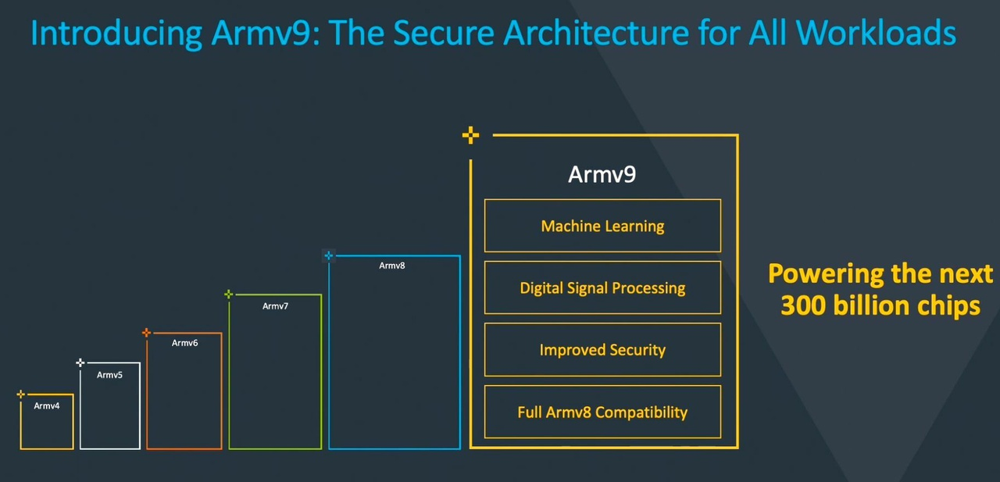 Introducing Armv9: The Secure Architecture for All Workloads
Armv4
Armv5
Armv6
Armv7
Armv8
Armv9
Machine Learning
Digital Signal Processing
Improved Security
Full Armv8 Compatibility
Powering the next
300 billion chips